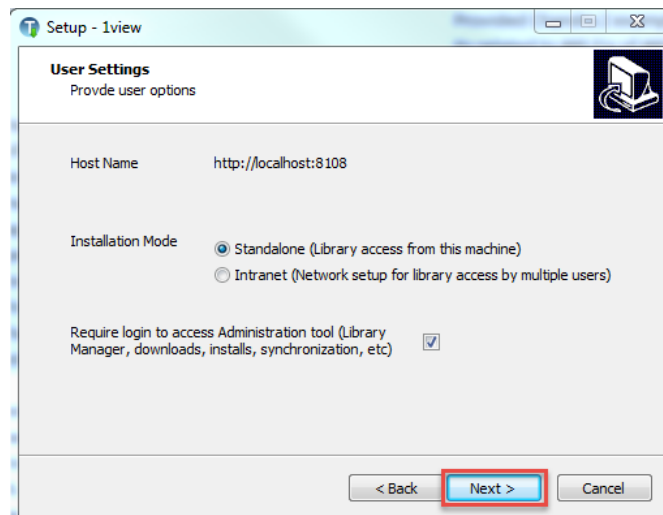 Setup - 1view
User Settings
Provde user options
Host Name http://localhost:8108
Installation Mode
Standalone (Library access from this machine)
Intranet (Network setup for library access by multiple users)
Require login to access Administration tool (Library
Manager, downloads, installs, synchronization, etc)
< Back Next > Cancel